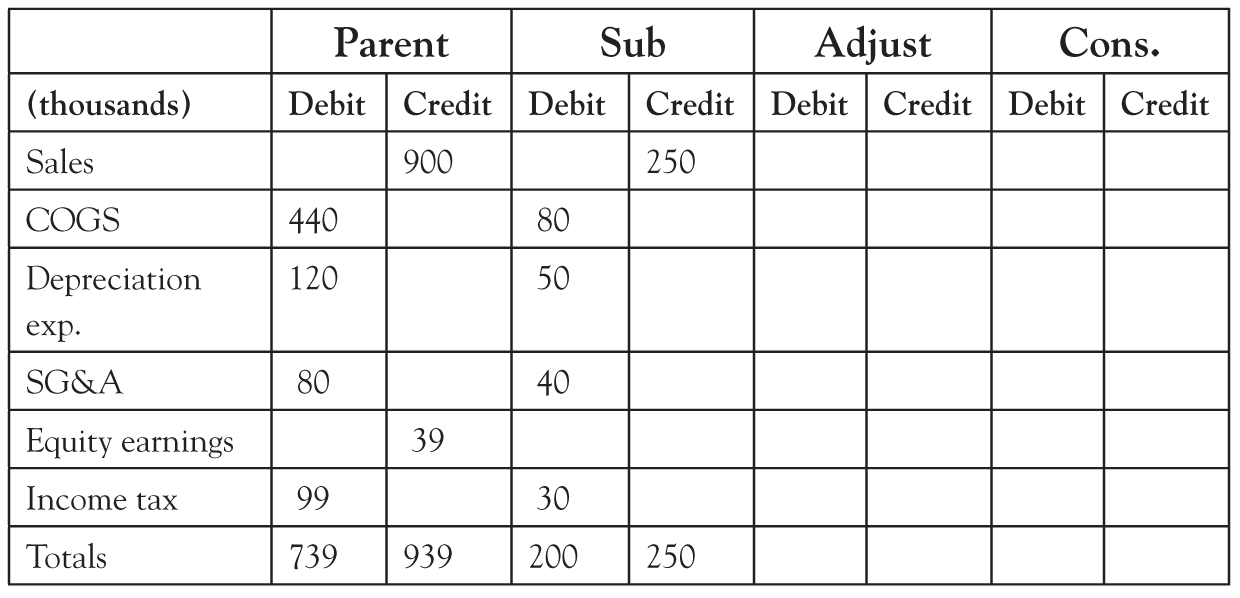 Parent Sub Adjust Cons.
(thousands) Debit Credit Debit Credit Debit Credit Debit Credit
Sales 900 250
COGS 440 80
Depreciation 120 50
exp.
SG&A 80 40
Equity earnings 39
Income tax 99 30
Totals 739 939 200 250